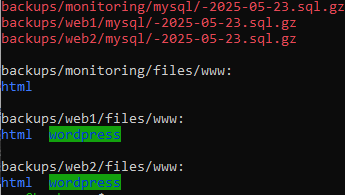 backups/monitoring/mysql/-2025-05-23.sql.gz
backups/web1/mysql/-2025-05-23.sql.gz
backups/web2/mysql/-2025-05-23.sql.gz
backups/monitoring/files/www:
html
backups/web1/files/www:
html wordpress
backups/web2/files/www:
html wordpress